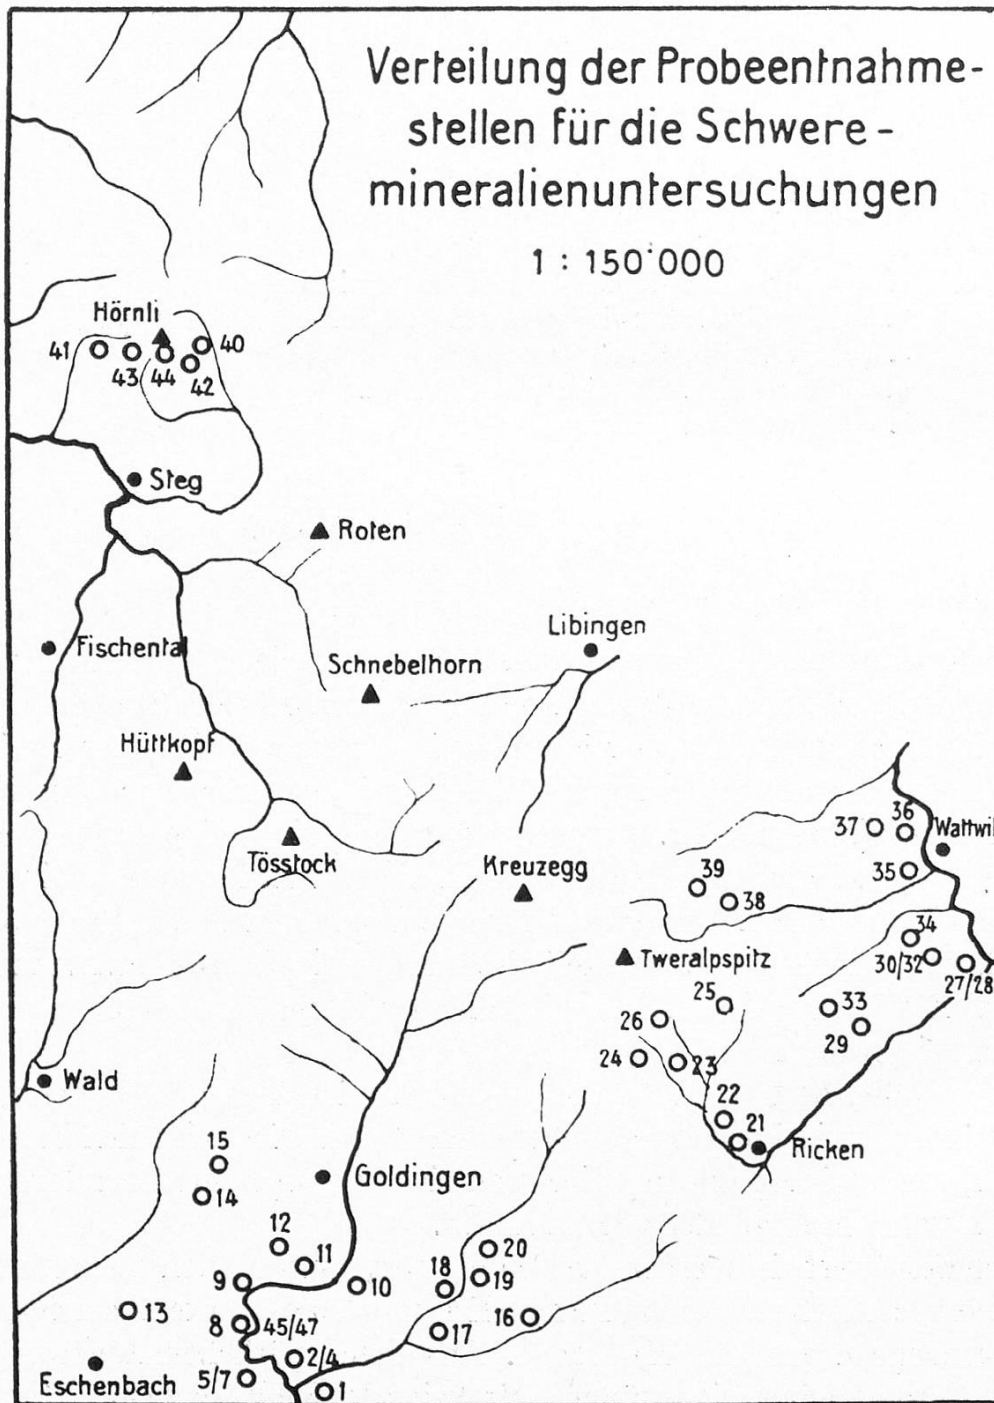 Verteilung der Probeentnahme-
stellen für die Schwere-
mineralienuntersuchungen
1 : 150'000
Hörnli
41
43
44
42
40
Steg
Roten
Fischental
Libingen
Schnebelhorn
Hüttkopf
Tösstock
Kreuzegg
37
36
Wattwil
35
39
38
34
30/32
27/28
Tweralpspitz
25
26
33
29
24
23
22
21
Ricken
Wald
15
14
Goldingen
12
11
9
10
20
18
19
13
8
45/47
17
16
2/4
5/7
1
Eschenbach